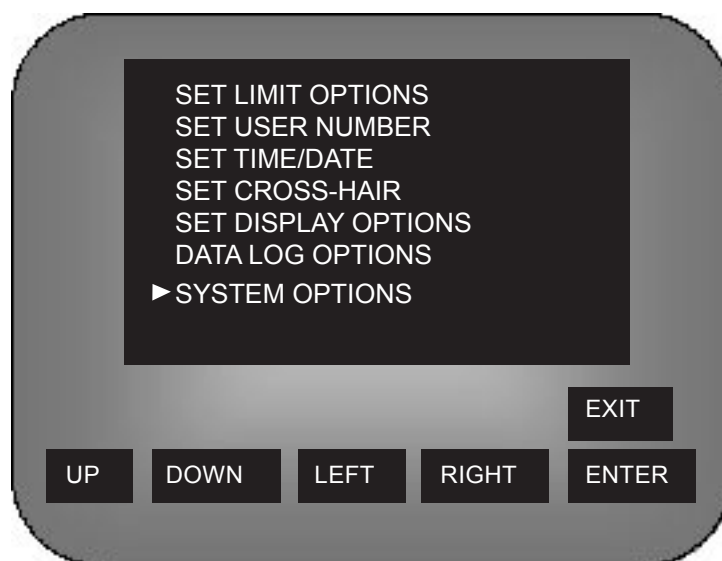 SET LIMIT OPTIONS
SET USER NUMBER
SET TIME/DATE
SET CROSS-HAIR
SET DISPLAY OPTIONS
DATA LOG OPTIONS
►SYSTEM OPTIONS
EXIT
UP DOWN LEFT RIGHT ENTER